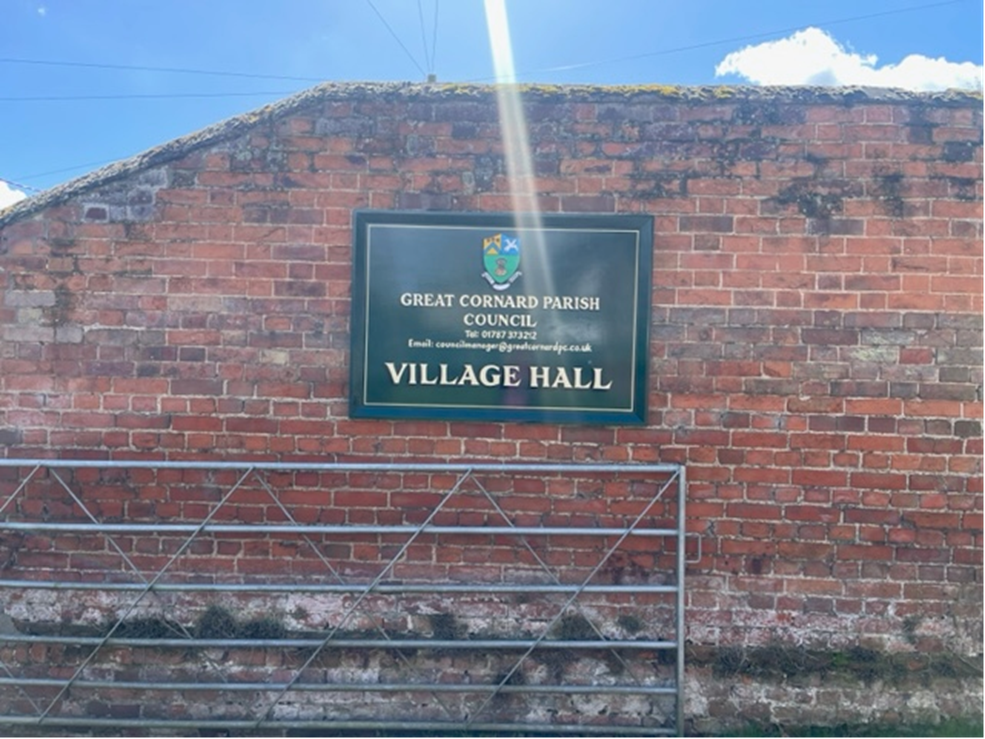 GREAT CORNARD PARISH
COUNCIL
Tel: 01787 373212
Email: councilmanager@greatcornardpc.co.uk
VILLAGE HALL